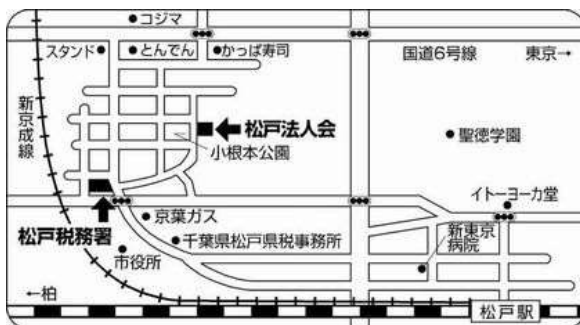 コジマ
スタンド
とんでん
かっぱ寿司
国道6号線
東京→
新京成線
松戸法人会
小根本公園
聖徳学園
イトーヨーカ堂
松戸税務署
京葉ガス
千葉県松戸県税事務所
市役所
新東京
病院
←柏
松戸駅